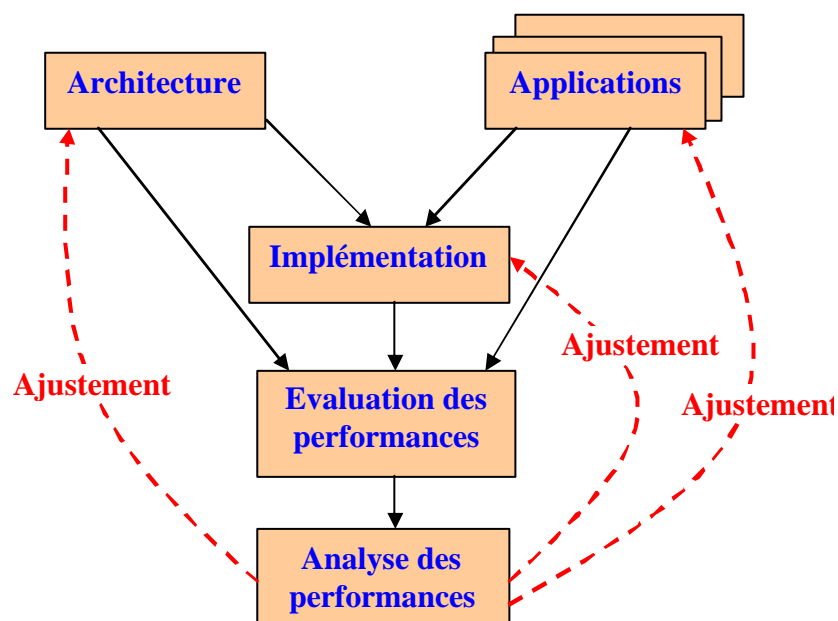 Architecture
Applications
Implémentation
Ajustement
Ajustement
Ajustement
Evaluation des
performances
Analyse des
performances